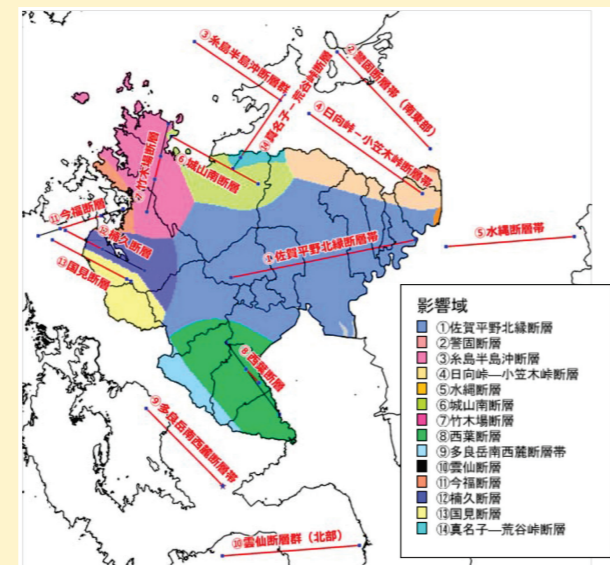 ③糸島半島沖断層群
⑭真名子－荒谷峠断層
②警固断層帯（南東部）
④日向峠－小笠木峠断層帯
⑦竹木場断層
⑥城山南断層
⑪今福断層
⑫楠久断層
⑬国見断層
①佐賀平野北縁断層帯
⑤水縄断層帯
⑧西葉断層
⑨多良岳南西麓断層帯
⑩雲仙断層群（北部）
影響域
①佐賀平野北縁断層
②警固断層
③糸島半島沖断層
④日向峠―小笠木峠断層
⑤水縄断層
⑥城山南断層
⑦竹木場断層
⑧西葉断層
⑨多良岳南西麓断層帯
⑩雲仙断層
⑪今福断層
⑫楠久断層
⑬国見断層
⑭真名子―荒谷峠断層